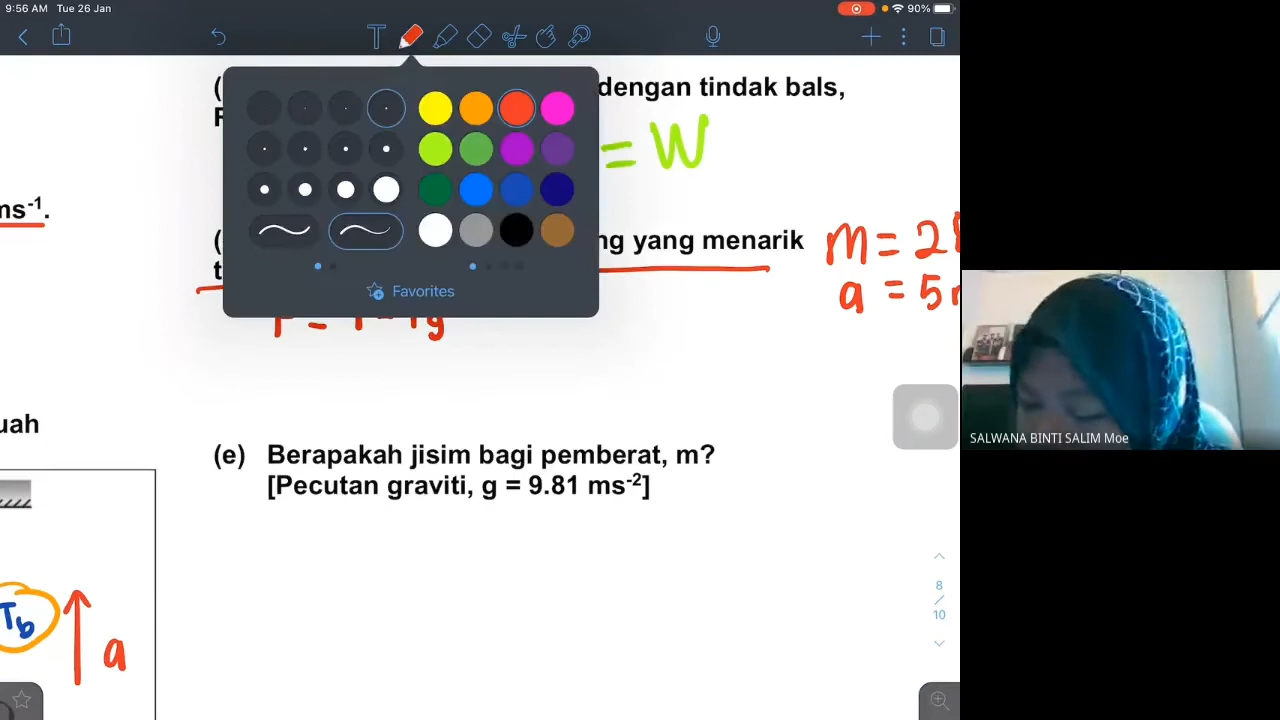 9:56 AM Tue 26 Jan
90%
T
dengan tindak bals,
= W
ms-1.
ng yang menarik
m = 2
a = 5
Favorites
uah
(e) Berapakah jisim bagi pemberat, m?
[Pecutan graviti, g = 9.81 ms-2]
SALWANA BINTI SALIM Moe
8
/
10
Tb
a